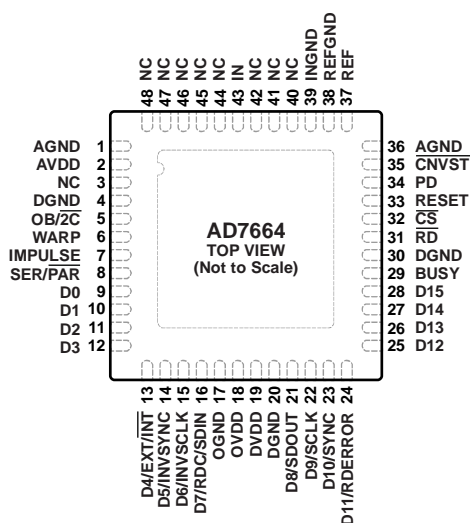 48 NC
47 NC
46 NC
45 NC
44 NC
43 IN
42 NC
41 NC
40 NC
39 INGND
38 REFGND
37 REF
AGND 1
AVDD 2
NC 3
DGND 4
OB/2C 5
WARP 6
IMPULSE 7
SER/PAR 8
D0 9
D1 10
D2 11
D3 12
AD7664
TOP VIEW
(Not to Scale)
36 AGND
35 CNVST
34 PD
33 RESET
32 CS
31 RD
30 DGND
29 BUSY
28 D15
27 D14
26 D13
25 D12
D4/EXT/INT 13
D5/INVSYNC 14
D6/INVSCLK 15
D7/RDC/SDIN 16
OGND 17
OVDD 18
DVDD 19
DGND 20
D8/SDOUT 21
D9/SCLK 22
D10/SYNC 23
D11/RDERROR 24